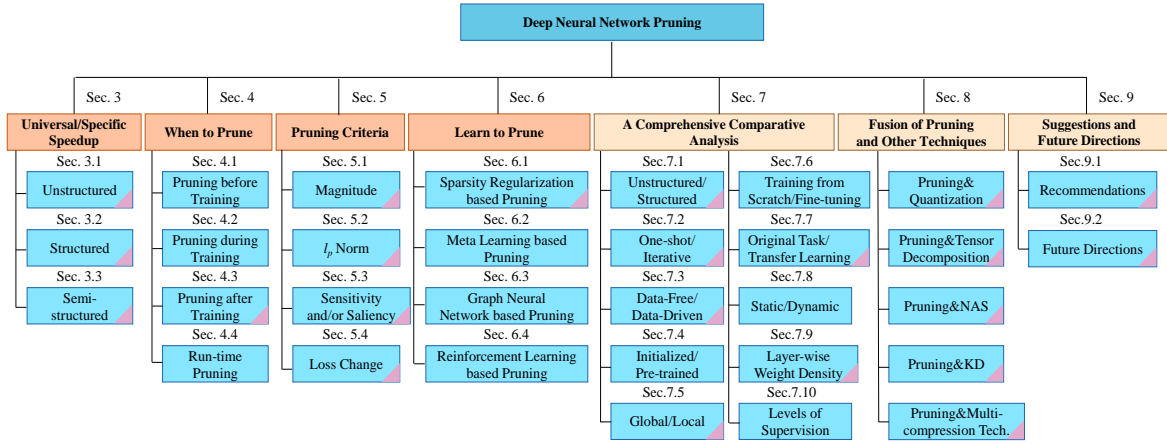 Deep Neural Network Pruning
Sec. 3
Universal/Specific
Speedup
Sec. 3.1
Unstructured
Sec. 3.2
Structured
Sec. 3.3
Semi-
structured
Sec. 4
When to Prune
Sec. 4.1
Pruning before
Training
Sec. 4.2
Pruning during
Training
Sec. 4.3
Pruning after
Training
Sec. 4.4
Run-time
Pruning
Sec. 5
Pruning Criteria
Sec. 5.1
Magnitude
Sec. 5.2
lp Norm
Sec. 5.3
Sensitivity
and/or Saliency
Sec. 5.4
Loss Change
Sec. 6
Learn to Prune
Sec. 6.1
Sparsity Regularization
based Pruning
Sec. 6.2
Meta Learning based
Pruning
Sec. 6.3
Graph Neural
Network based Pruning
Sec. 6.4
Reinforcement Learning
based Pruning
Sec. 7
A Comprehensive Comparative
Analysis
Sec.7.1
Unstructured/
Structured
Sec.7.2
One-shot/
Iterative
Sec.7.3
Data-Free/
Data-Driven
Sec.7.4
Initialized/
Pre-trained
Sec.7.5
Global/Local
Sec.7.6
Training from
Scratch/Fine-tuning
Sec.7.7
Original Task/
Transfer Learning
Sec.7.8
Static/Dynamic
Sec.7.9
Layer-wise
Weight Density
Sec.7.10
Levels of
Supervision
Sec. 8
Fusion of Pruning
and Other Techniques
Pruning&
Quantization
Pruning&Tensor
Decomposition
Pruning&NAS
Pruning&KD
Pruning&Multi-
compression Tech.
Sec. 9
Suggestions and
Future Directions
Sec.9.1
Recommendations
Sec.9.2
Future Directions